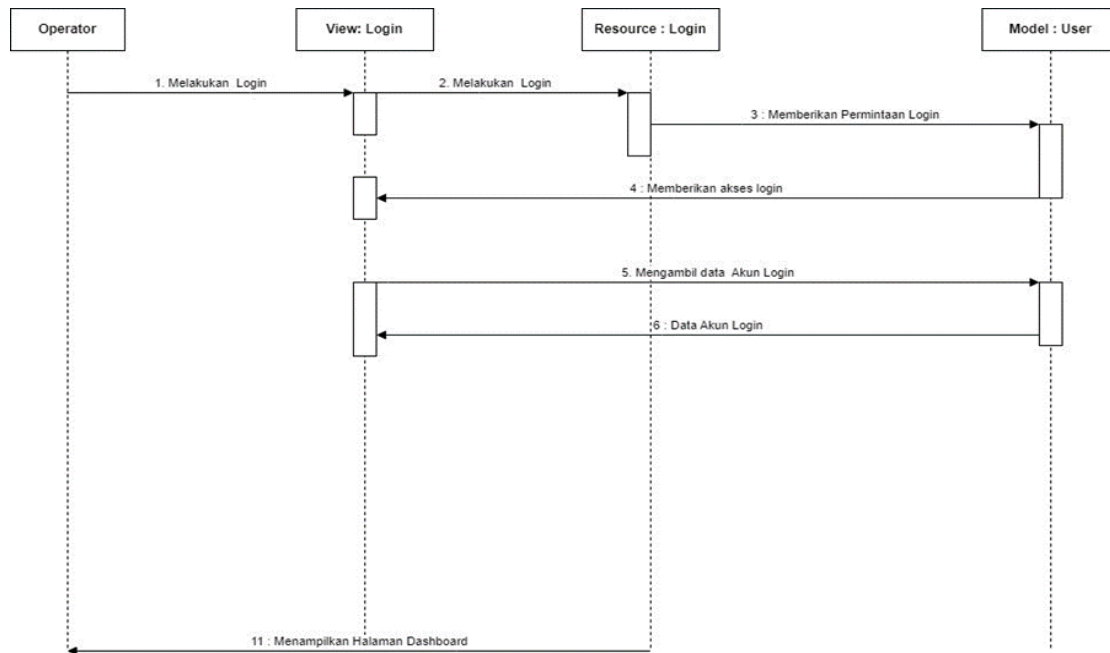 Operator
View: Login
Resource : Login
Model : User
1. Melakukan Login
2. Melakukan Login
3 : Memberikan Permintaan Login
4 : Memberikan akses login
5. Mengambil data Akun Login
6 : Data Akun Login
11 : Menampilkan Halaman Dashboard